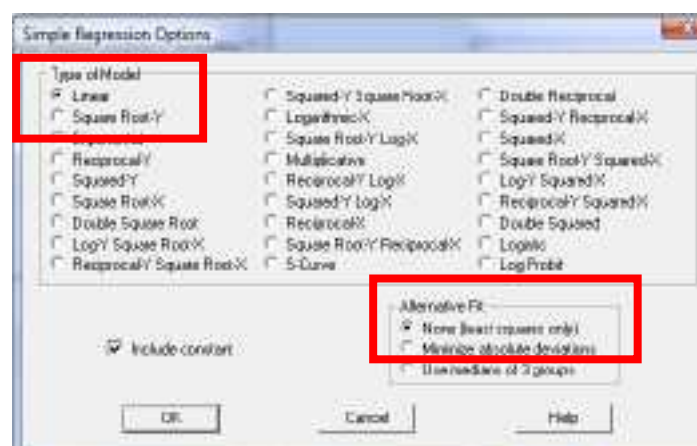 Simple Regression Options
Type of Model
Linear
Square Root-Y
Reciprocal-Y
Squared-Y
Square Root-X
Double Square Root
Log-Y Square Root-X
Reciprocal-Y Square Root-X
Squared-Y Square Root-X
Logarithmic-X
Square Root-Y Log-X
Multiplicative
Reciprocal-Y Log-X
Squared-Y Log-X
Reciprocal-X
Square Root-Y Reciprocal-X
S-Curve
Double Reciprocal
Squared-Y Reciprocal-X
Squared-X
Square Root-Y Squared-X
Log-Y Squared-X
Reciprocal-Y Squared-X
Double Squared
Logistic
Log Probit
Include constant
Alternative Fit
None (least squares only)
Minimize absolute deviations
Use medians of 3 groups
OK
Cancel
Help